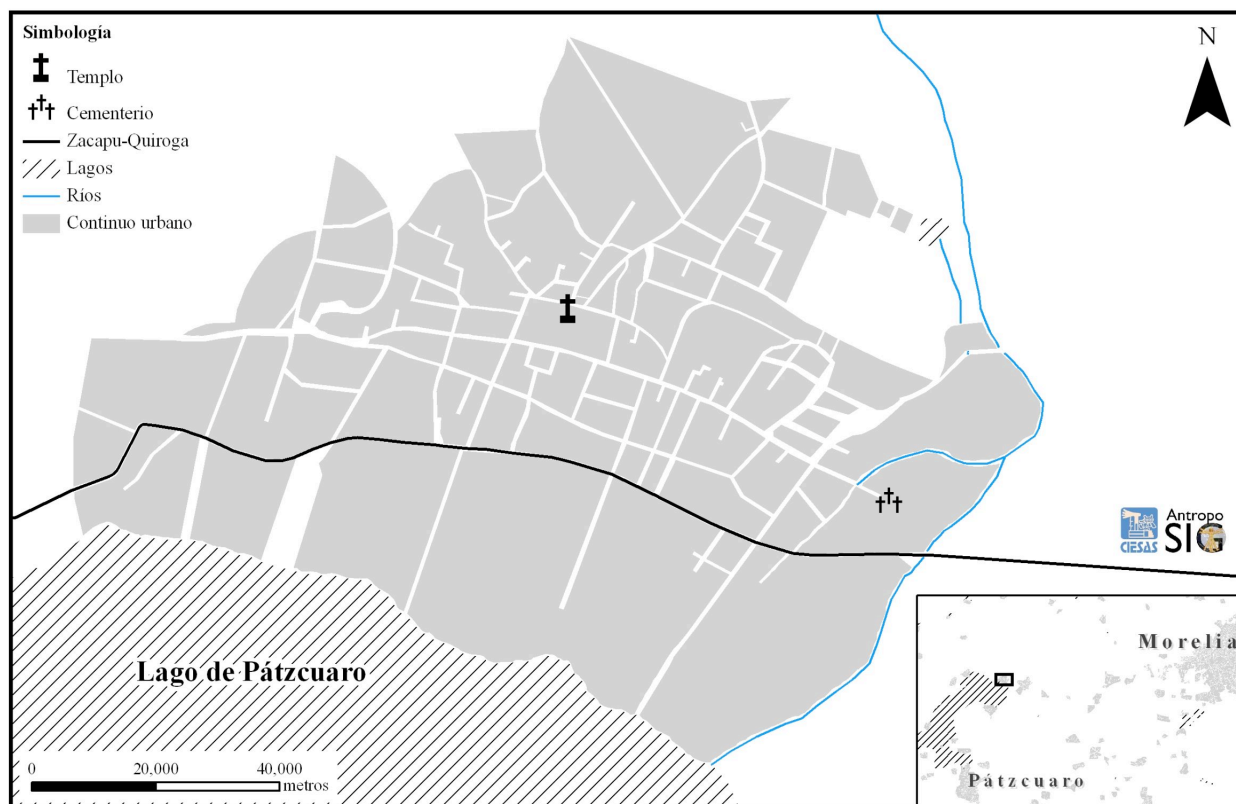 Simbología
Templo
Cementerio
Zacapu-Quiroga
Lagos
Ríos
Continuo urbano
N
CIESAS
Antropo
SIG
Morelia
Pátzcuaro
Lago de Pátzcuaro
0 20,000 40,000
metros